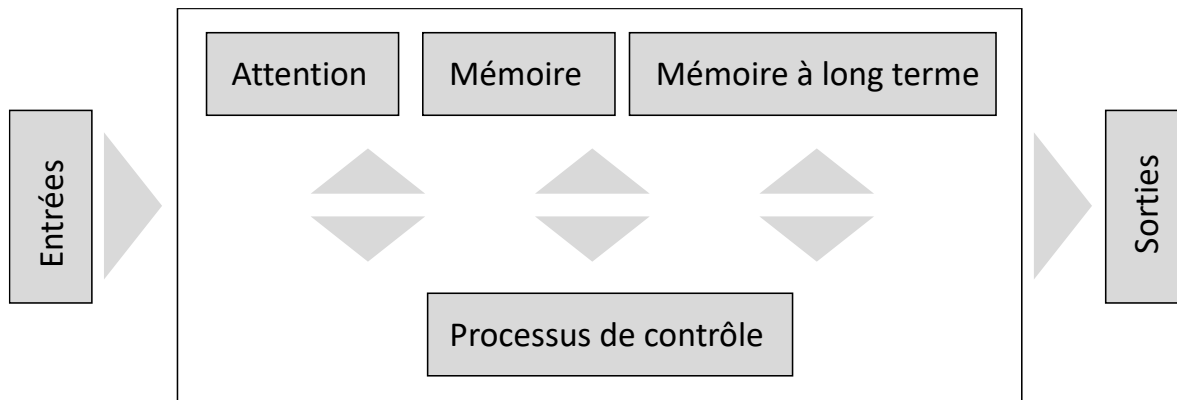 Attention
Mémoire
Mémoire à long terme
Entrées
Sorties
Processus de contrôle